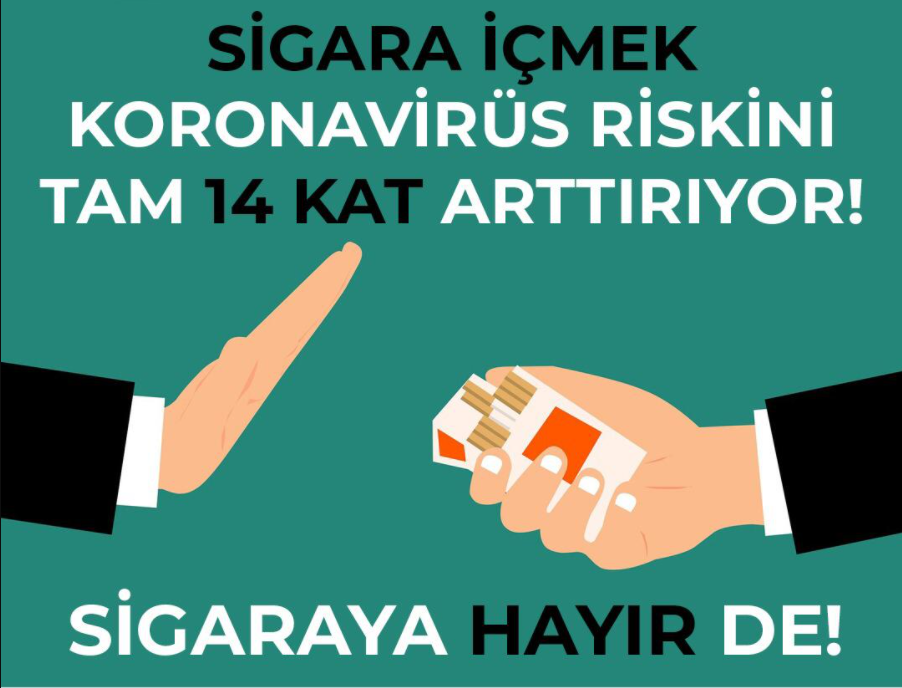 SİGARA İÇMEK
KORONAVİRÜS RİSKİNİ
TAM 14 KAT ARTTIRIYOR!
SİGARAYA HAYIR DE!